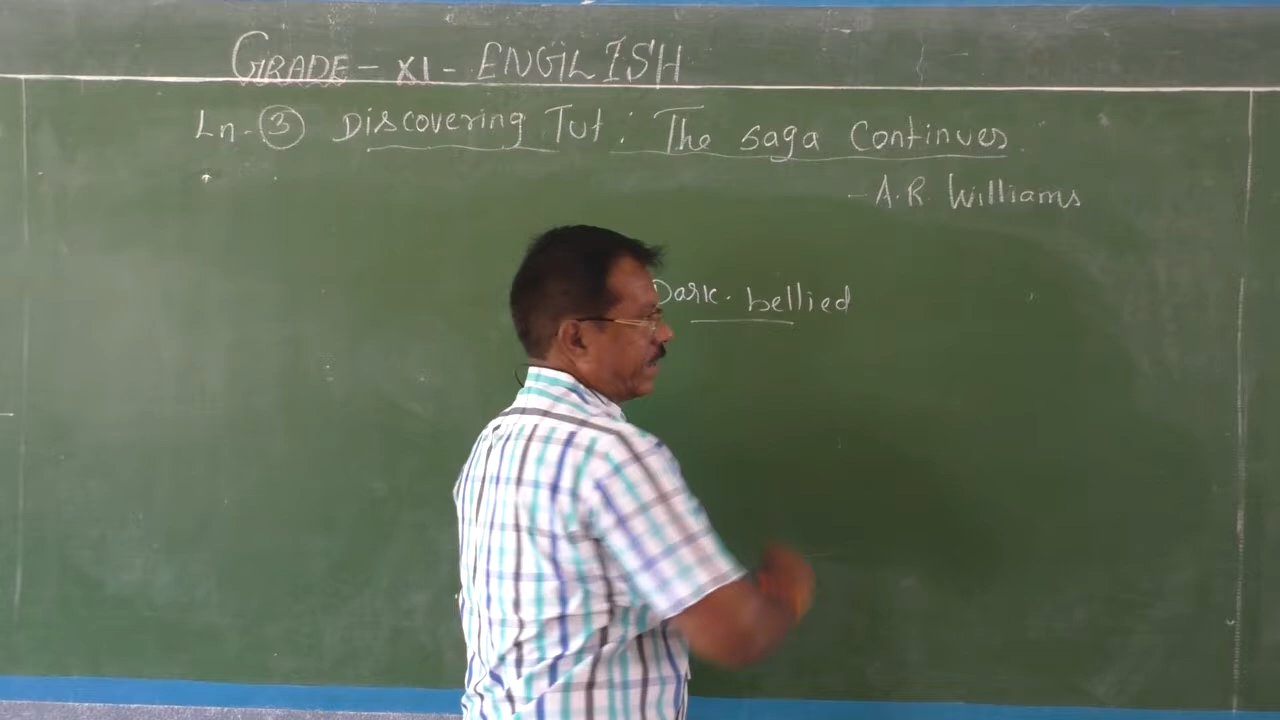 GRADE - XI - ENGLISH
Ln. ③ Discovering Tut : The saga Continues
- A.R. Williams
Dark. bellied